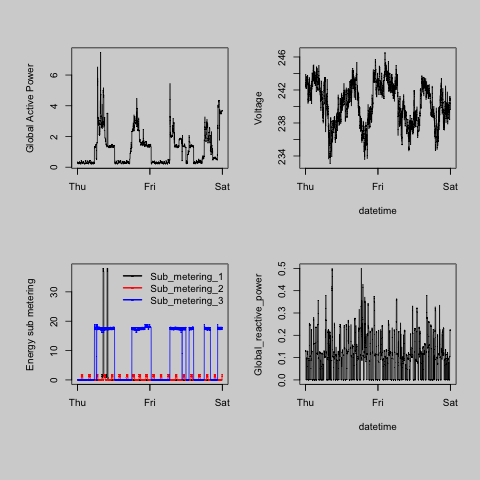 Global Active Power
6
4
2
0
Thu Fri Sat
Voltage
246
242
238
234
Thu Fri Sat
datetime
Energy sub metering
30
20
10
0
Sub_metering_1
Sub_metering_2
Sub_metering_3
Thu Fri Sat
Global_reactive_power
0.5
0.4
0.3
0.2
0.1
0.0
Thu Fri Sat
datetime